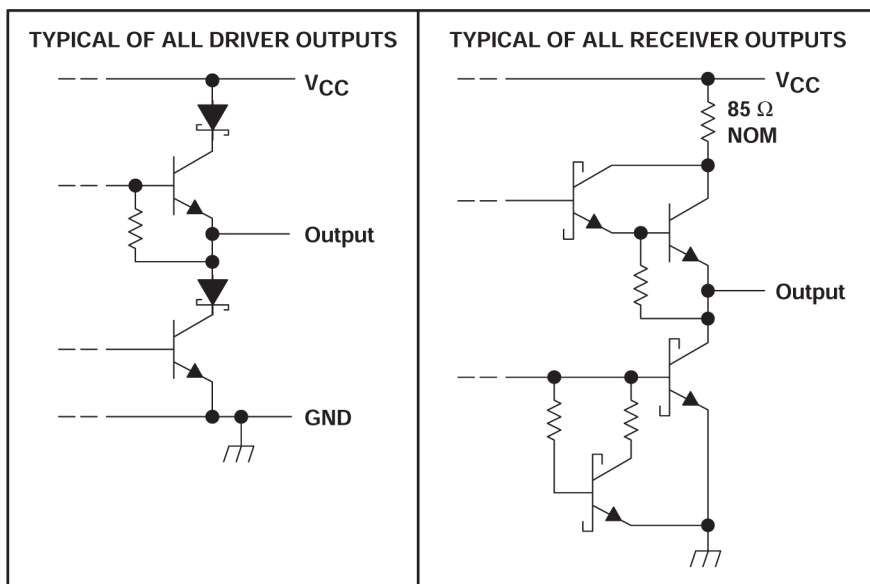 TYPICAL OF ALL DRIVER OUTPUTS
VCC
Output
GND
TYPICAL OF ALL RECEIVER OUTPUTS
VCC
85 Ω
NOM
Output